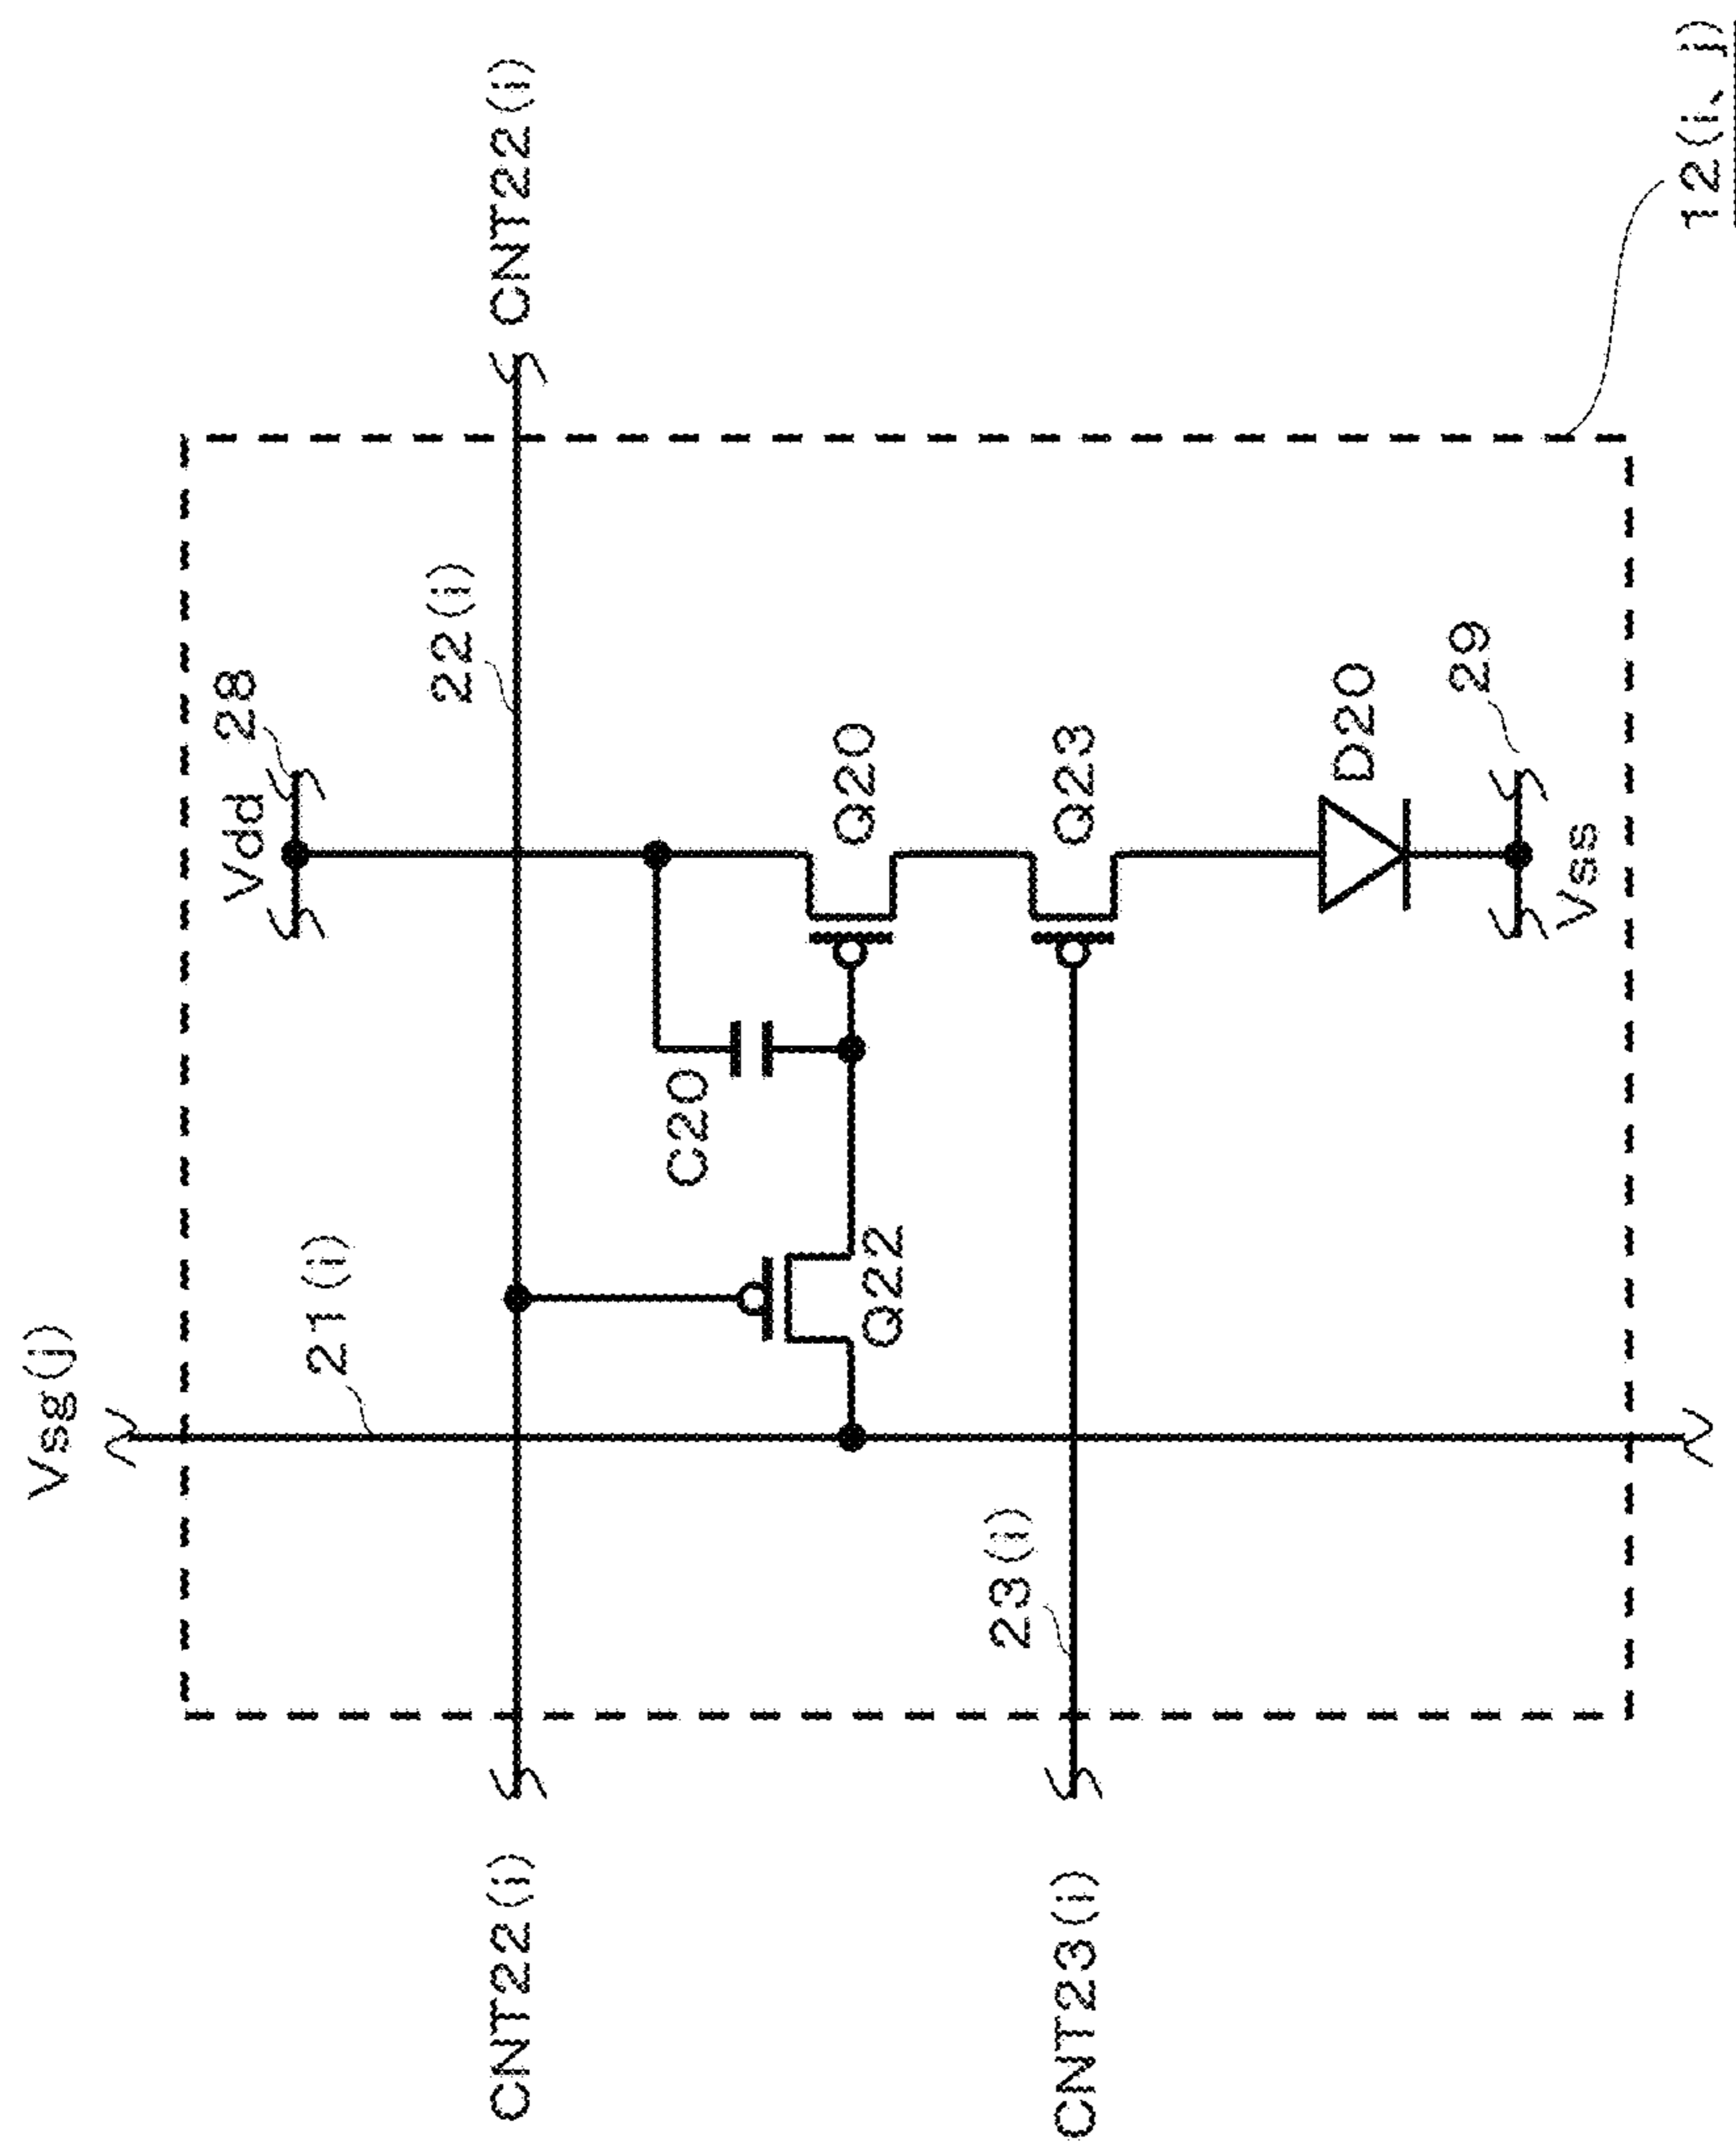 Vsg(j)
Vdd
28
21(i)
22(i)
CNT22(i)
CNT22(i)
C20
Q20
Q22
23(i)
CNT23(i)
Q23
D20
29
Vss
12(i、j)